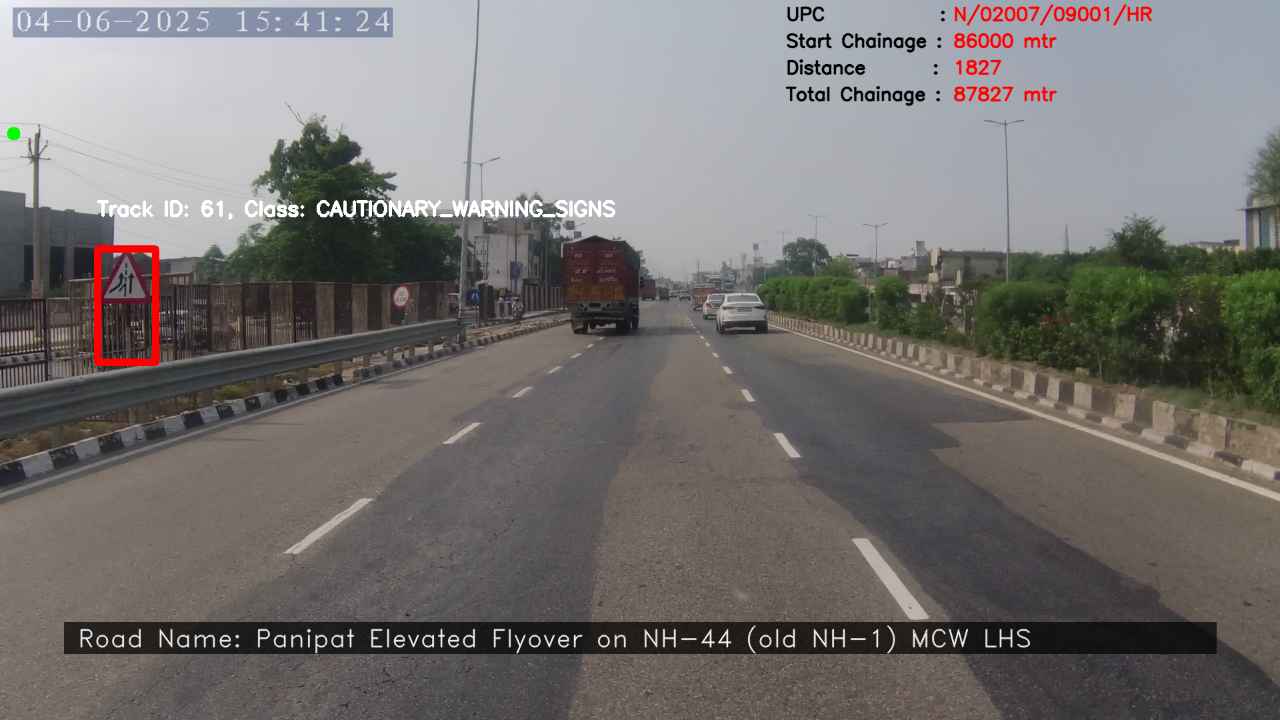 04-06-2025 15:41:24
UPC : N/02007/09001/HR
Start Chainage : 86000 mtr
Distance : 1827
Total Chainage : 87827 mtr
Track ID: 61, Class: CAUTIONARY_WARNING_SIGNS
Road Name: Panipat Elevated Flyover on NH-44 (old NH-1) MCW LHS